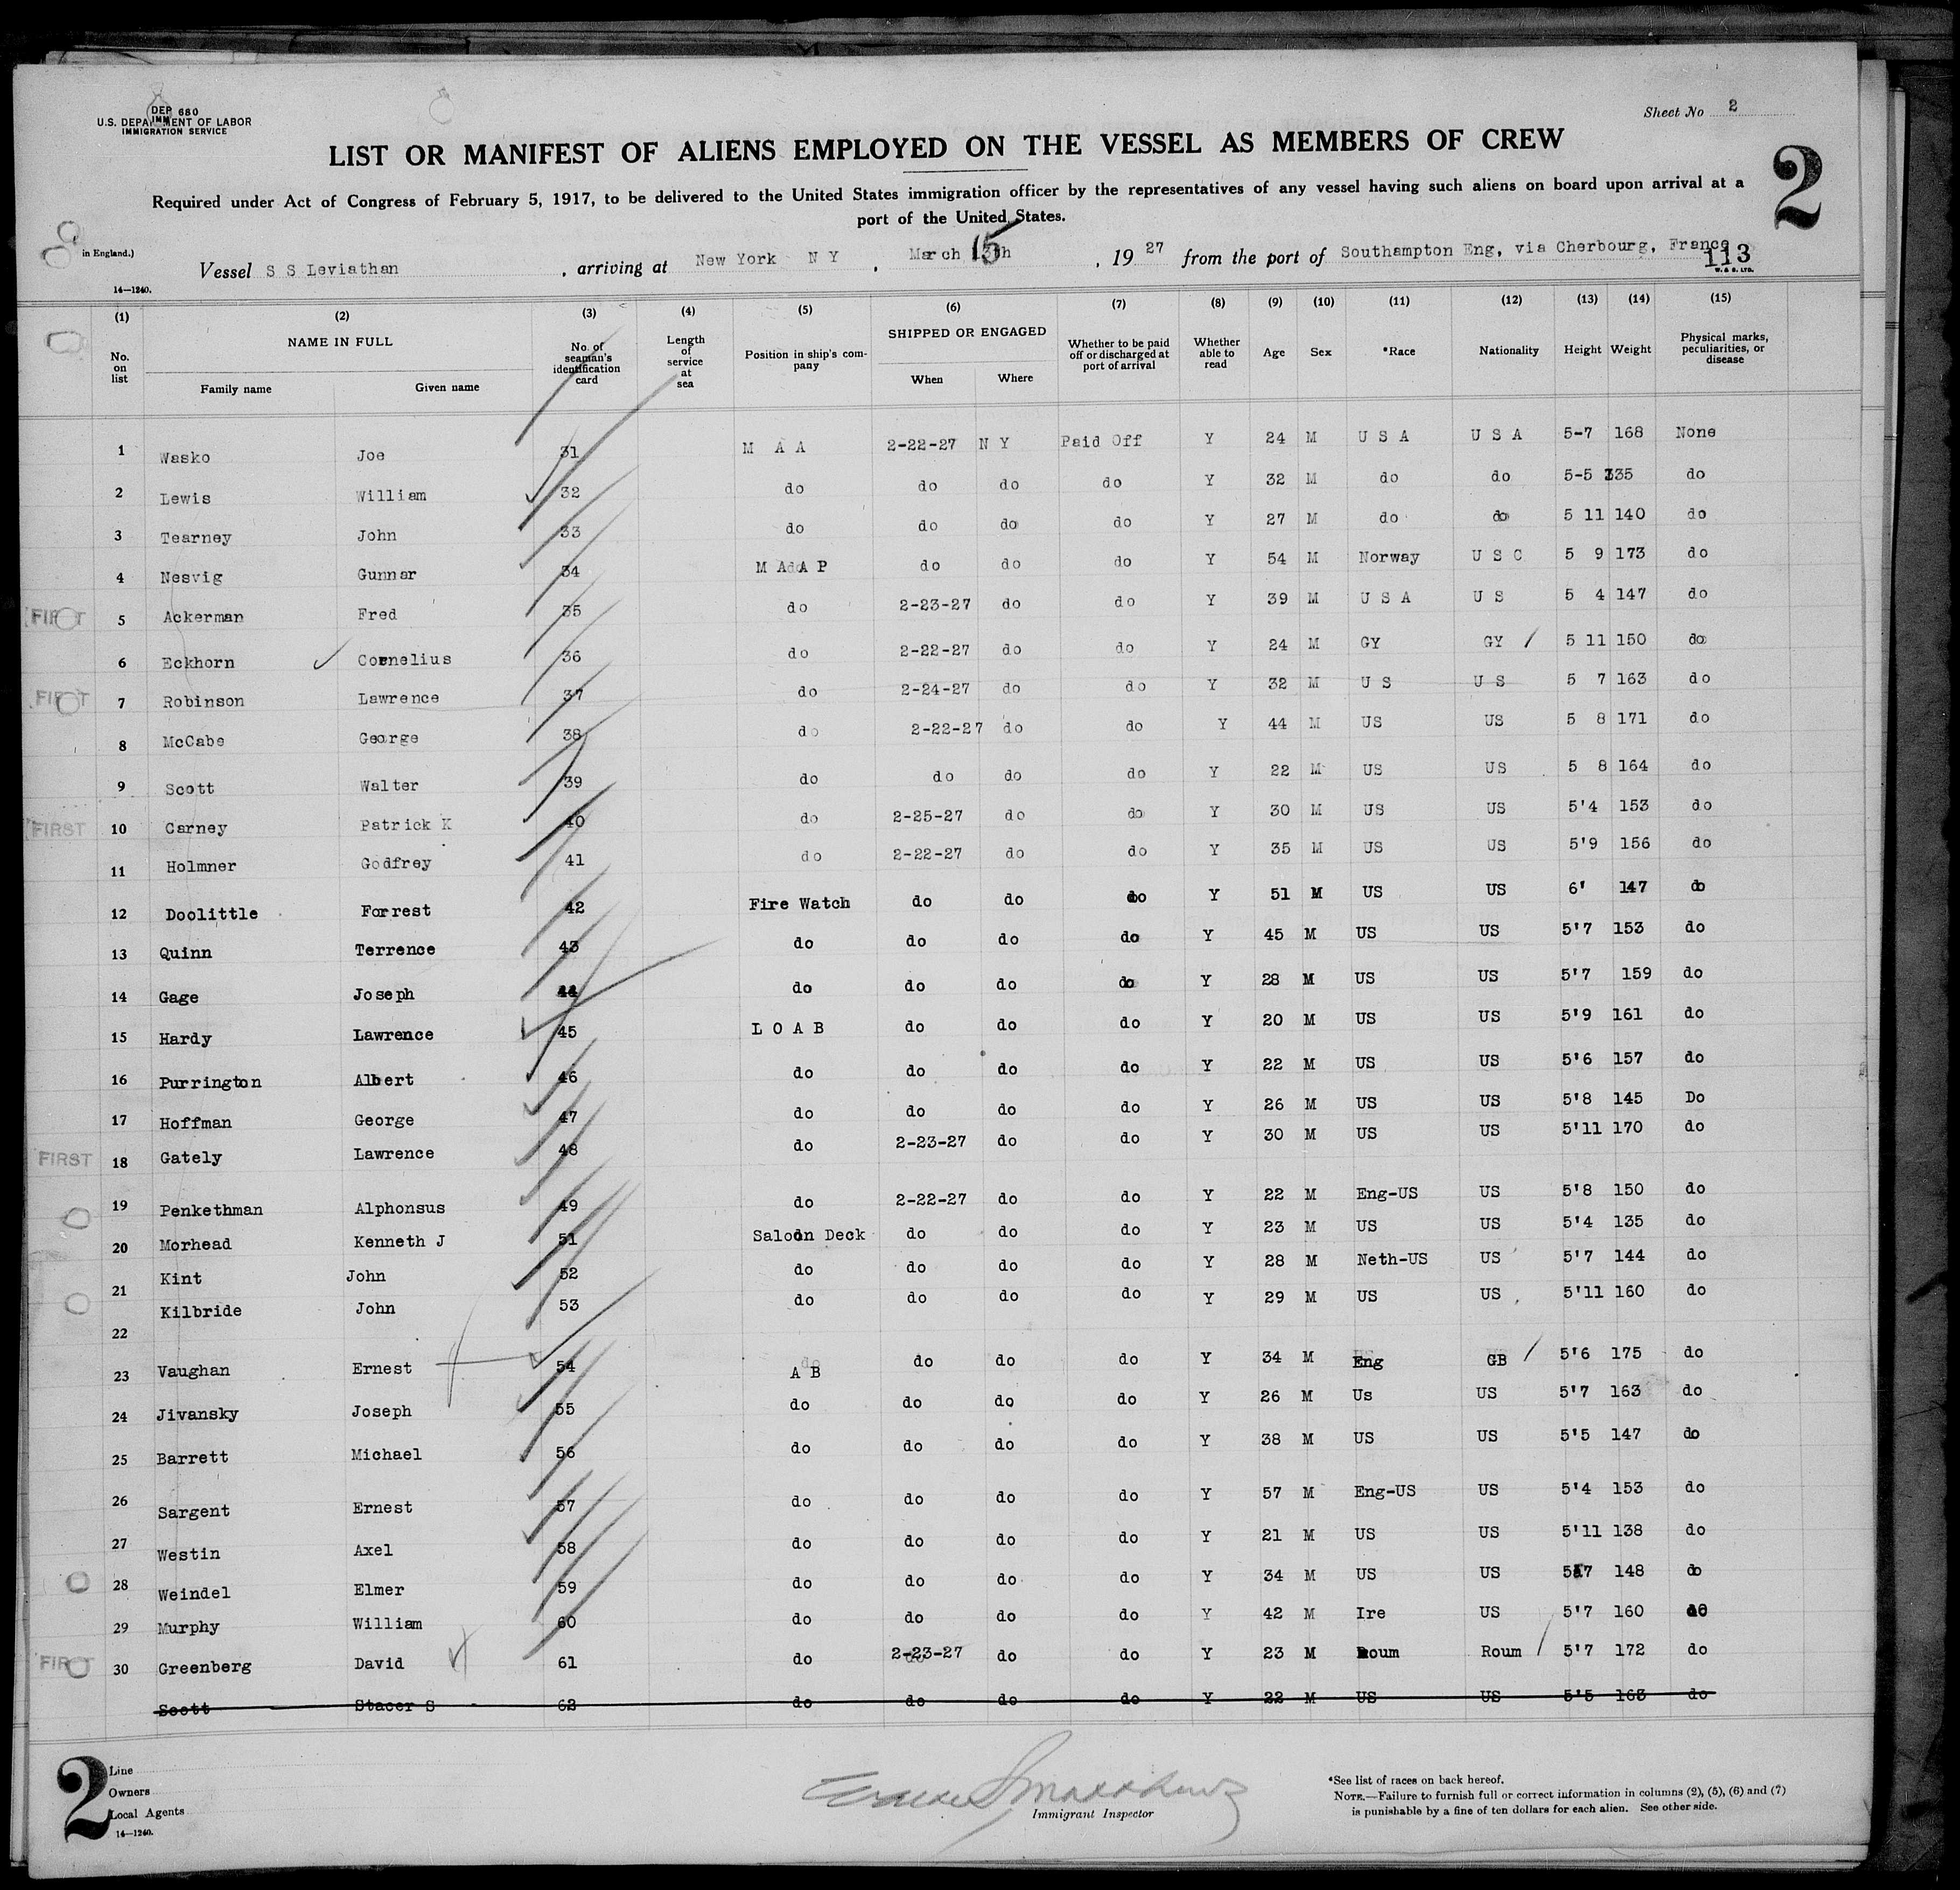 DEP 680
U.S. DEPARTMENT OF LABOR
IMMIGRATION SERVICE
Sheet No 2
LIST OR MANIFEST OF ALIENS EMPLOYED ON THE VESSEL AS MEMBERS OF CREW
2
Required under Act of Congress of February 5, 1917, to be delivered to the United States immigration officer by the representatives of any vessel having such aliens on board upon arrival at a
port of the United States.
in England.)
Vessel S S Leviathan , arriving at New York N Y , March 15th , 1927 from the port of Southampton Eng, via Cherbourg, France
113
W. & S. LTD.
14—1240.
(1) (2) (3) (4) (5) (6) (7) (8) (9) (10) (11) (12) (13) (14) (15)
No. on list NAME IN FULL Family name Given name No. of seaman's identification card Length of service at sea Position in ship's company SHIPPED OR ENGAGED When Where Whether to be paid off or discharged at port of arrival Whether able to read Age Sex *Race Nationality Height Weight Physical marks, peculiarities, or disease
1 Wasko Joe 31 M A A 2-22-27 N Y Paid Off Y 24 M U S A U S A 5-7 168 None
2 Lewis William 32 do do do do Y 32 M do do 5-5 135 do
3 Tearney John 33 do do do do Y 27 M do do 5 11 140 do
4 Nesvig Gunnar 34 M A A P do do do Y 54 M Norway U S C 5 9 173 do
FIRST 5 Ackerman Fred 35 do 2-23-27 do do Y 39 M U S A U S 5 4 147 do
6 Eckhorn Cornelius 36 do 2-22-27 do do Y 24 M GY GY 5 11 150 do
FIRST 7 Robinson Lawrence 37 do 2-24-27 do do Y 32 M U S U S 5 7 163 do
8 McCabe George 38 do 2-22-27 do do Y 44 M US US 5 8 171 do
9 Scott Walter 39 do do do do Y 22 M US US 5 8 164 do
FIRST 10 Carney Patrick K 40 do 2-25-27 do do Y 30 M US US 5'4 153 do
11 Holmner Godfrey 41 do 2-22-27 do do Y 35 M US US 5'9 156 do
12 Doolittle Forrest 42 Fire Watch do do do Y 51 M US US 6' 147 do
13 Quinn Terrence 43 do do do do Y 45 M US US 5'7 153 do
14 Gage Joseph 44 do do do do Y 28 M US US 5'7 159 do
15 Hardy Lawrence 45 L O A B do do do Y 20 M US US 5'9 161 do
16 Purrington Albert 46 do do do do Y 22 M US US 5'6 157 do
17 Hoffman George 47 do do do do Y 26 M US US 5'8 145 Do
FIRST 18 Gately Lawrence 48 do 2-23-27 do do Y 30 M US US 5'11 170 do
19 Penkethman Alphonsus 49 do 2-22-27 do do Y 22 M Eng-US US 5'8 150 do
20 Morhead Kenneth J 51 Saloon Deck do do do Y 23 M US US 5'4 135 do
21 Kint John 52 do do do do Y 28 M Neth-US US 5'7 144 do
22 Kilbride John 53 do do do do Y 29 M US US 5'11 160 do
23 Vaughan Ernest 54 A B do do do Y 34 M Eng GB 5'6 175 do
24 Jivansky Joseph 55 do do do do Y 26 M Us US 5'7 163 do
25 Barrett Michael 56 do do do do Y 38 M US US 5'5 147 do
26 Sargent Ernest 57 do do do do Y 57 M Eng-US US 5'4 153 do
27 Westin Axel 58 do do do do Y 21 M US US 5'11 138 do
28 Weindel Elmer 59 do do do do Y 34 M US US 5'7 148 do
29 Murphy William 60 do do do do Y 42 M Ire US 5'7 160 do
FIRST 30 Greenberg David 61 do 2-23-27 do do Y 23 M Roum Roum 5'7 172 do
Scott Stacer S 62 do do do do Y 22 M US US 5'5 163 do
2
Line
Owners
Local Agents
14—1240.
Immigrant Inspector
*See list of races on back hereof.
NOTE.—Failure to furnish full or correct information in columns (2), (5), (6) and (7)
is punishable by a fine of ten dollars for each alien. See other side.